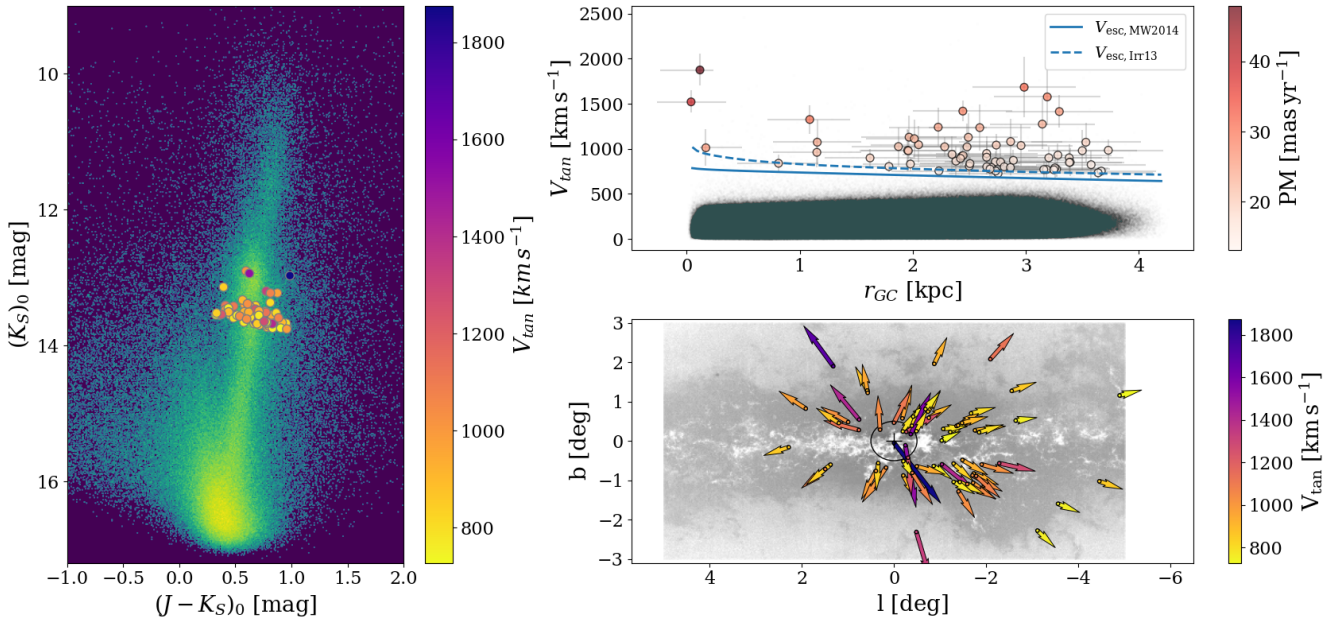 10
12
14
16
(K_S)_0 [mag]
−1.0 −0.5 0.0 0.5 1.0 1.5 2.0
(J − K_S)_0 [mag]
1800
1600
1400
1200
1000
800
V_tan [km s⁻¹]
2500
2000
1500
1000
500
0
V_tan [km s⁻¹]
V_esc,MW2014
V_esc,Irr13
0 1 2 3 4
r_GC [kpc]
40
30
20
PM [mas yr⁻¹]
3
2
1
0
−1
−2
−3
b [deg]
4 2 0 −2 −4 −6
l [deg]
1800
1600
1400
1200
1000
800
V_tan [km s⁻¹]